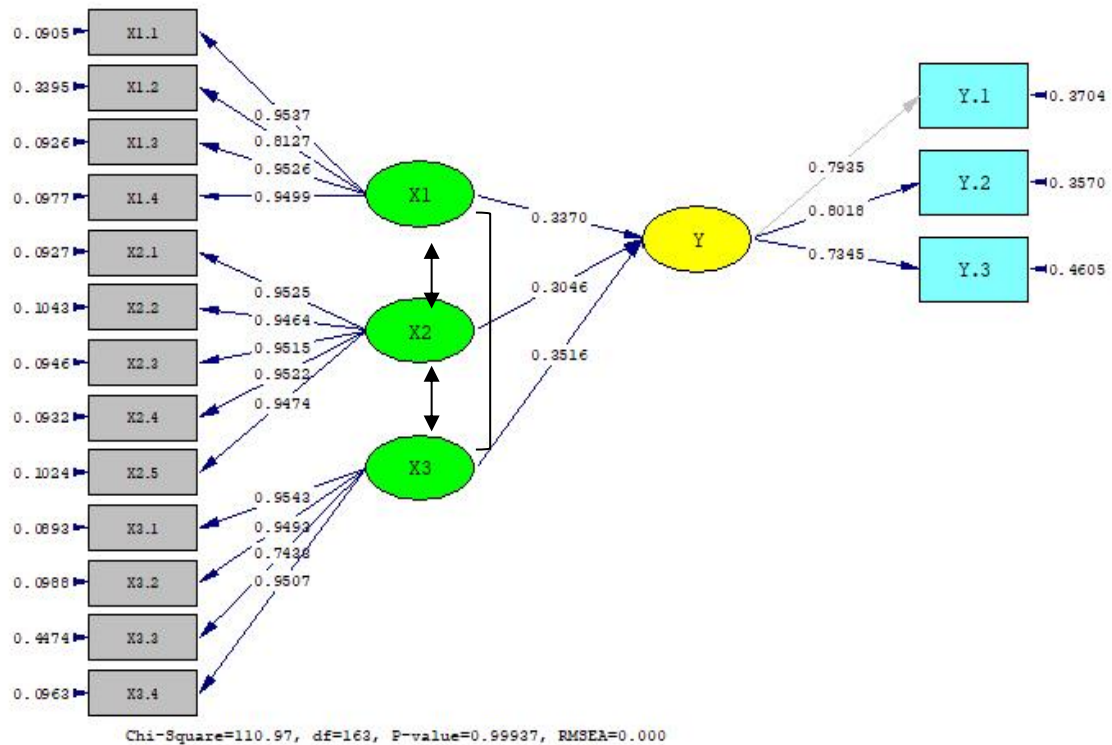 0.0905 X1.1
0.3395 X1.2
0.0926 X1.3
0.0977 X1.4
0.0927 X2.1
0.1043 X2.2
0.0946 X2.3
0.0932 X2.4
0.1024 X2.5
0.0893 X3.1
0.0988 X3.2
0.4474 X3.3
0.0963 X3.4
0.9537
0.8127
0.9526
0.9499
0.9525
0.9464
0.9515
0.9522
0.9474
0.9543
0.9493
0.7438
0.9507
X1
X2
X3
0.3370
0.3046
0.3516
Y
0.7935
0.8018
0.7345
Y.1 0.3704
Y.2 0.3570
Y.3 0.4605
Chi-Square=110.97, df=163, P-value=0.99937, RMSEA=0.000